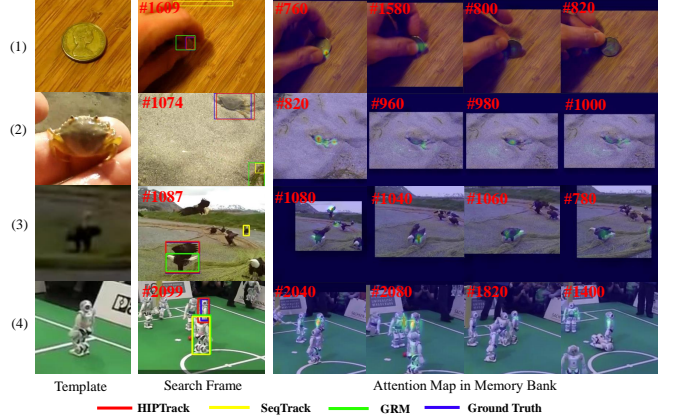 (1) #1609 #760 #1580 #800 #820
(2) #1074 #820 #960 #980 #1000
(3) #1087 #1080 #1040 #1060 #780
(4) #2099 #2040 #2080 #1820 #1400
Template Search Frame Attention Map in Memory Bank
HIPTrack SeqTrack GRM Ground Truth